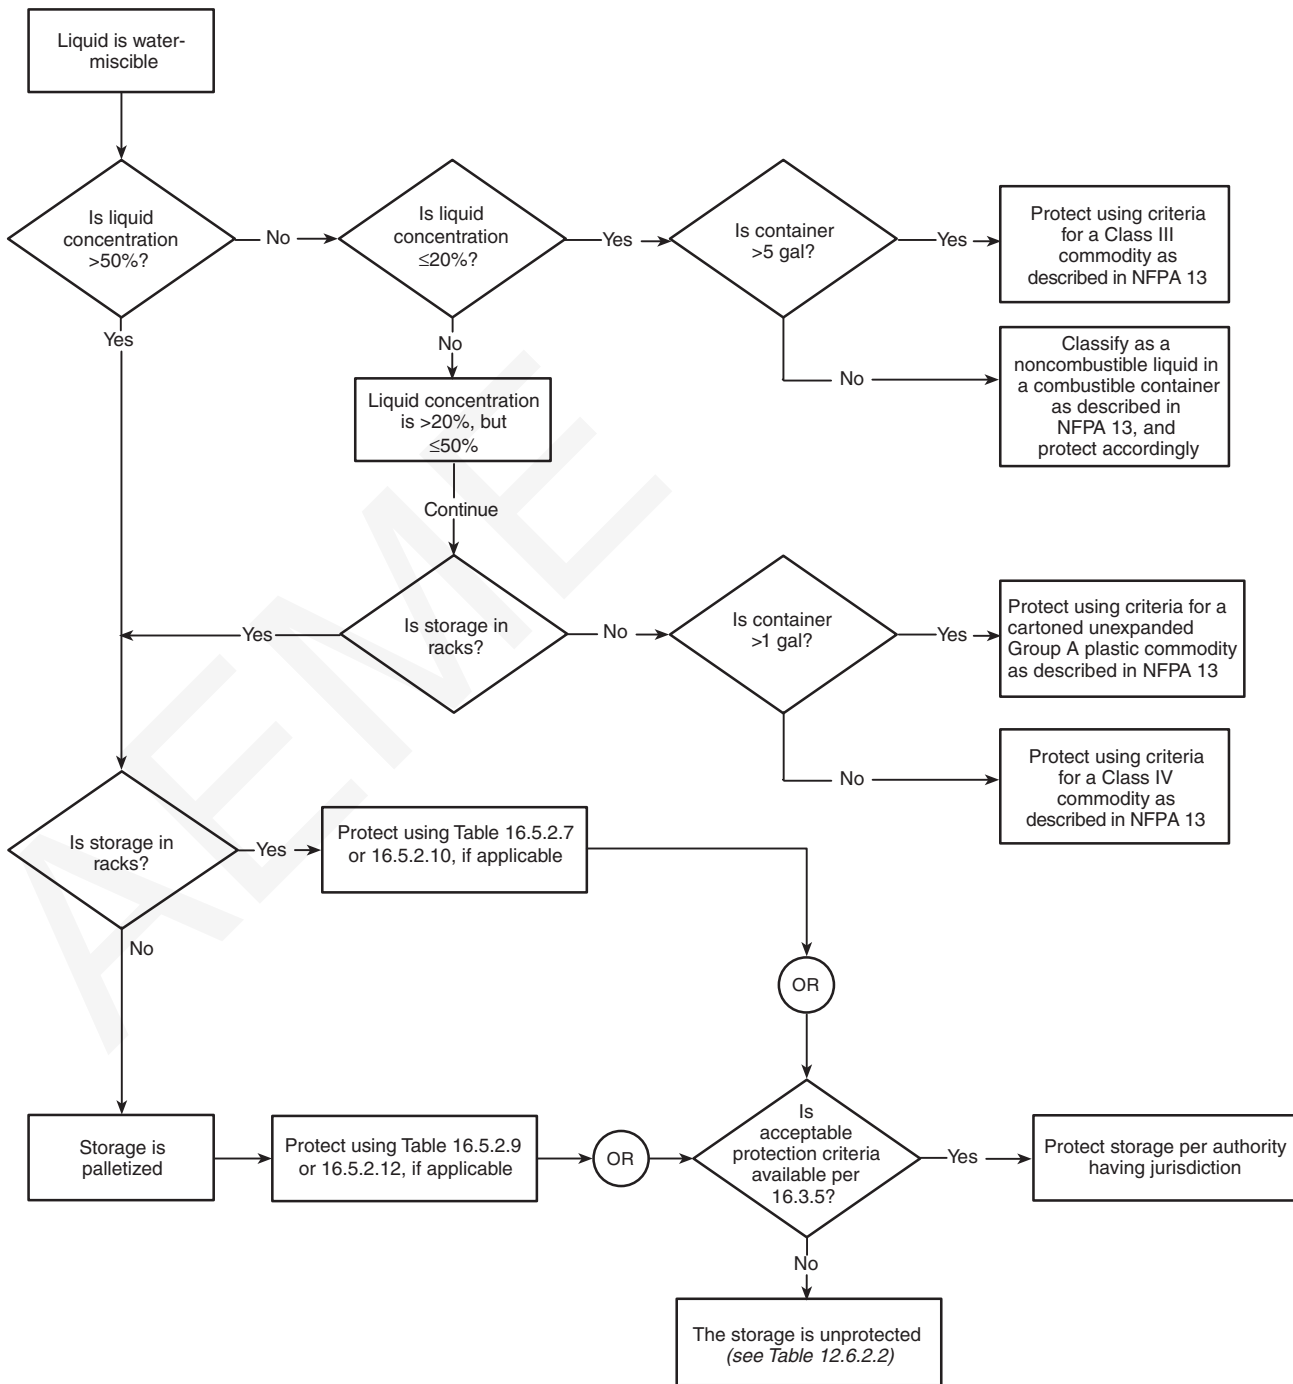 Liquid is water-
miscible
Is liquid
concentration
>50%?
No
Is liquid
concentration
≤20%?
Yes
Is container
>5 gal?
Yes
Protect using criteria
for a Class III
commodity as
described in NFPA 13
Yes
No
No
Classify as a
noncombustible liquid in
a combustible container
as described in
NFPA 13, and
protect accordingly
Liquid concentration
is >20%, but
≤50%
Continue
Yes
Is storage in
racks?
No
Is container
>1 gal?
Yes
Protect using criteria for a
cartoned unexpanded
Group A plastic commodity
as described in NFPA 13
No
Protect using criteria
for a Class IV
commodity as
described in NFPA 13
Is storage in
racks?
Yes
Protect using Table 16.5.2.7
or 16.5.2.10, if applicable
No
OR
Storage is
palletized
Protect using Table 16.5.2.9
or 16.5.2.12, if applicable
OR
Is
acceptable
protection criteria
available per
16.3.5?
Yes
Protect storage per authority
having jurisdiction
No
The storage is unprotected
(see Table 12.6.2.2)
AEME